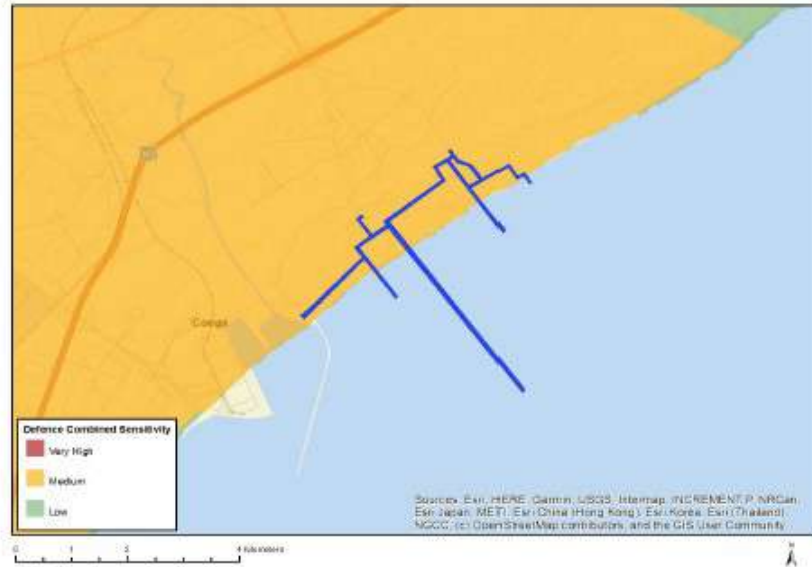 Coega
Defence Combined Sensitivity
Very High
Medium
Low
Sources: Esri, HERE, Garmin, USGS, Intermap, INCREMENT P, NRCan,
Esri Japan, METI, Esri China (Hong Kong), Esri Korea, Esri (Thailand),
NGCC, (c) OpenStreetMap contributors, and the GIS User Community
0 1 2 4 Kilometers
N